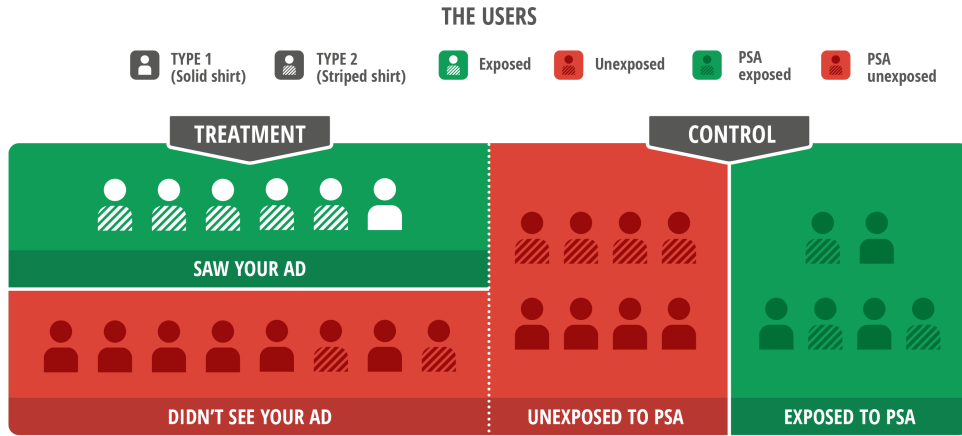 THE USERS
TYPE 1
(Solid shirt)
TYPE 2
(Striped shirt)
Exposed
Unexposed
PSA
exposed
PSA
unexposed
TREATMENT
CONTROL
SAW YOUR AD
DIDN'T SEE YOUR AD
UNEXPOSED TO PSA
EXPOSED TO PSA